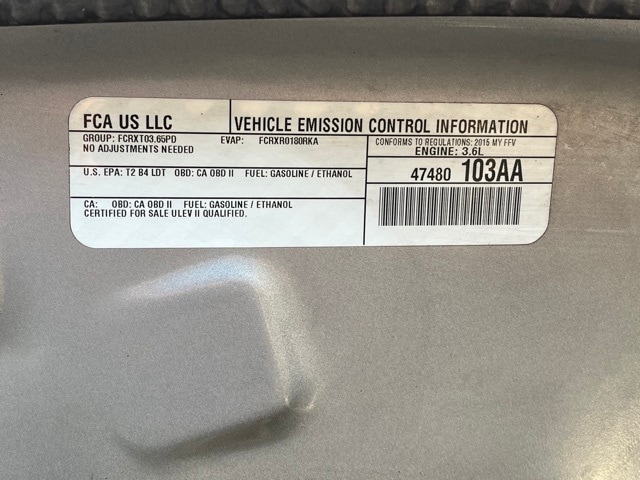 FCA US LLC
VEHICLE EMISSION CONTROL INFORMATION
GROUP: FCRXT03.65PD EVAP: FCRXR0180RKA
NO ADJUSTMENTS NEEDED
CONFORMS TO REGULATIONS: 2015 MY FFV
ENGINE: 3.6L
U.S. EPA: T2 B4 LDT OBD: CA OBD II FUEL: GASOLINE / ETHANOL
47480 103AA
CA: OBD: CA OBD II FUEL: GASOLINE / ETHANOL
CERTIFIED FOR SALE ULEV II QUALIFIED.